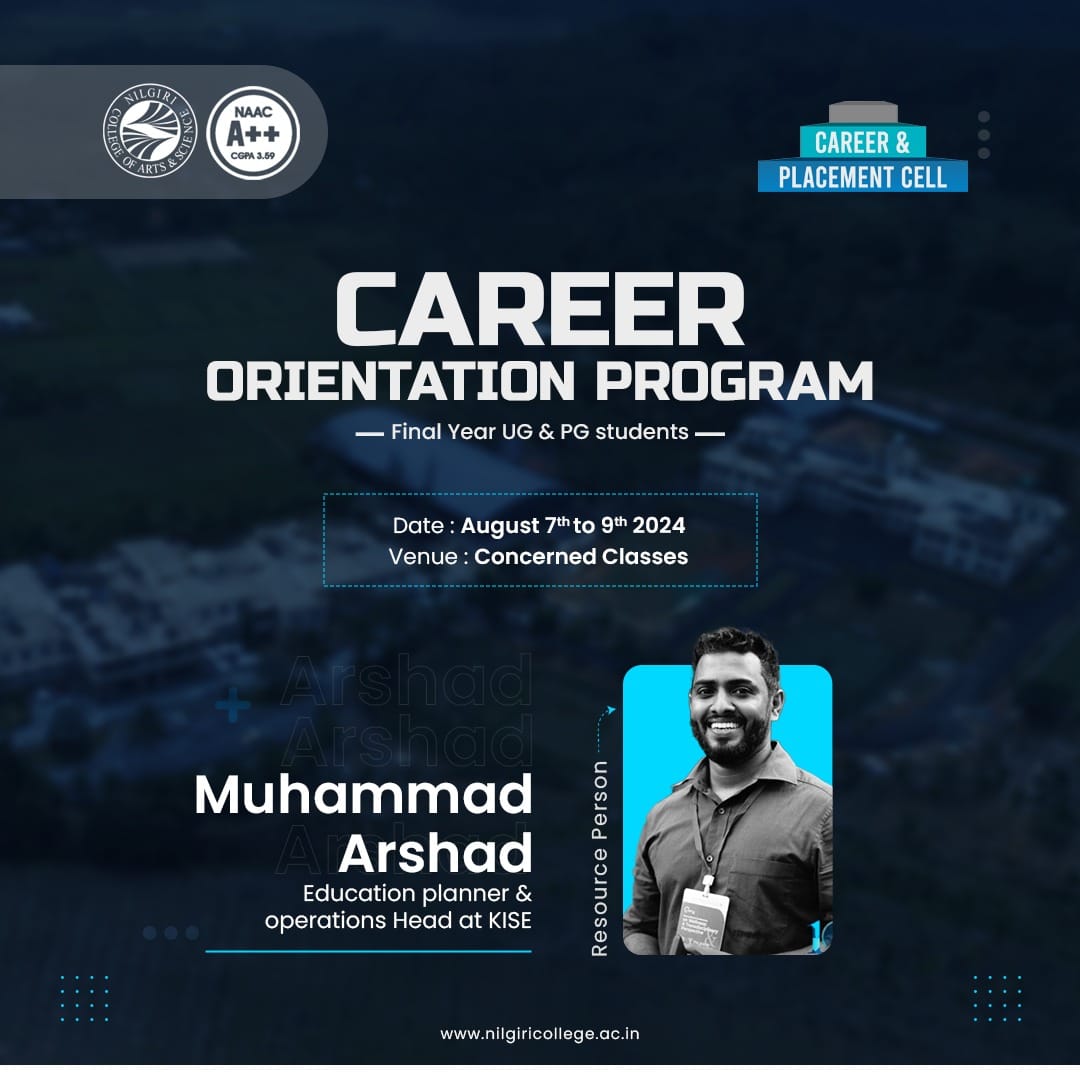 NILGIRI
COLLEGE OF ARTS & SCIENCE
NAAC
A++
CGPA 3.59
CAREER &
PLACEMENT CELL
CAREER
ORIENTATION PROGRAM
Final Year UG & PG students
Date : August 7th to 9th 2024
Venue : Concerned Classes
Arshad
Arshad
Muhammad
Arshad
Arshad
Education planner &
operations Head at KISE
Resource Person
www.nilgiricollege.ac.in